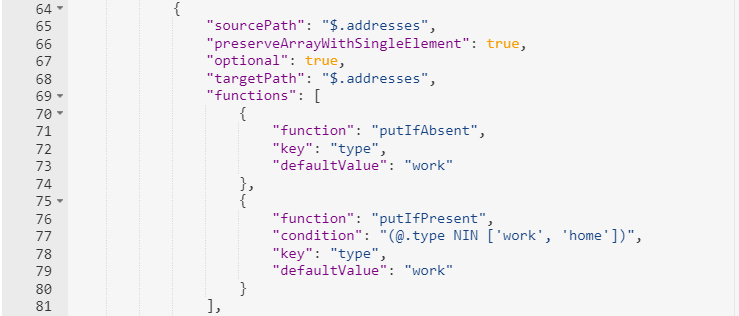 64 {
65 "sourcePath": "$.addresses",
66 "preserveArrayWithSingleElement": true,
67 "optional": true,
68 "targetPath": "$.addresses",
69 "functions": [
70 {
71 "function": "putIfAbsent",
72 "key": "type",
73 "defaultValue": "work"
74 },
75 {
76 "function": "putIfPresent",
77 "condition": "(@.type NIN ['work', 'home'])",
78 "key": "type",
79 "defaultValue": "work"
80 }
81 ],